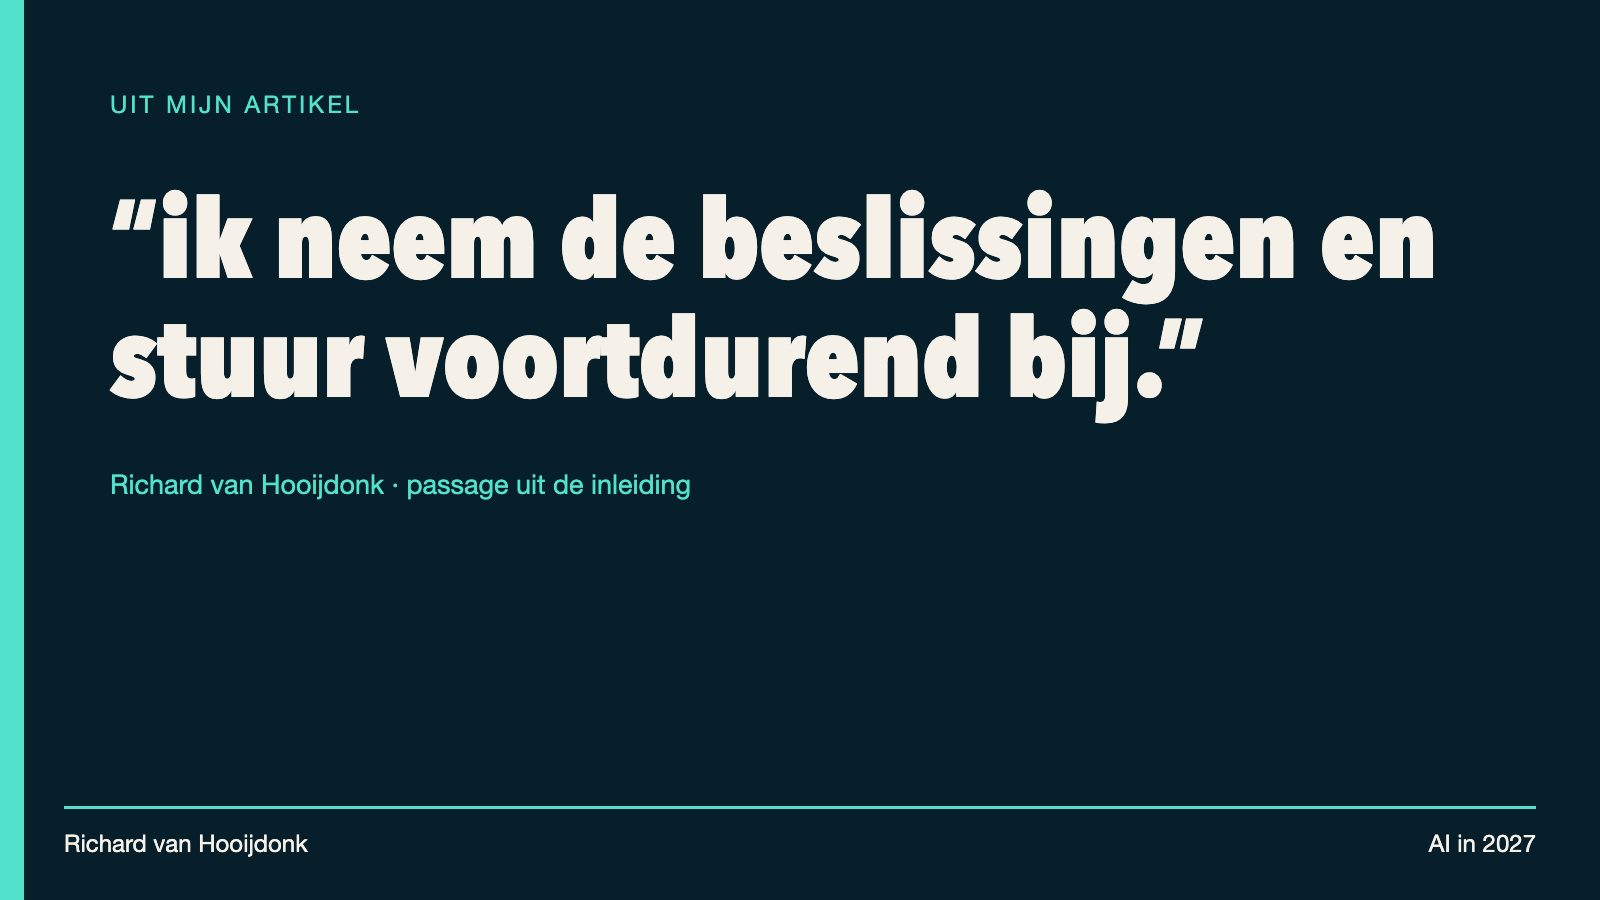 UIT MIJN ARTIKEL
“ik neem de beslissingen en
stuur voortdurend bij.”
Richard van Hooijdonk · passage uit de inleiding
Richard van Hooijdonk
AI in 2027